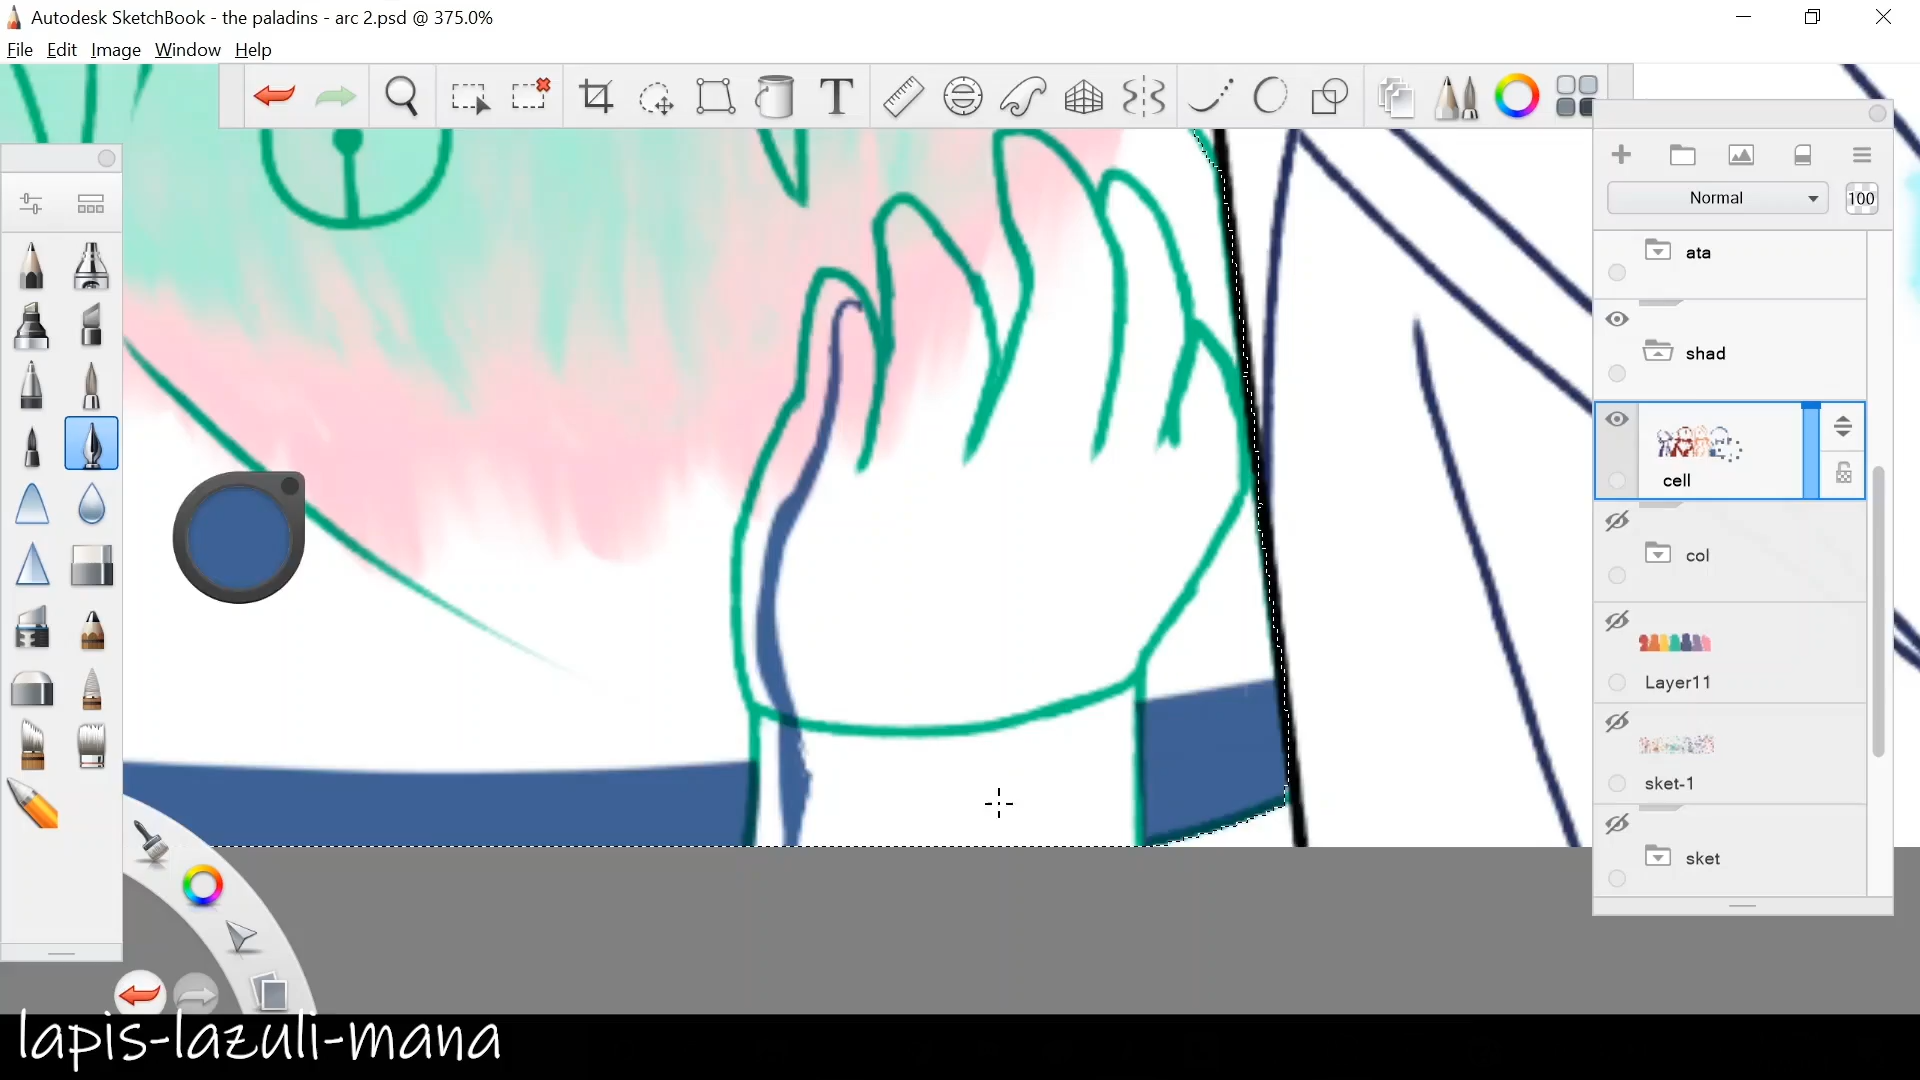 Autodesk SketchBook - the paladins - arc 2.psd @ 375.0%
File Edit Image Window Help
T
Normal 100
ata
shad
cell
col
Layer11
sket-1
sket
lapis-lazuli-mana